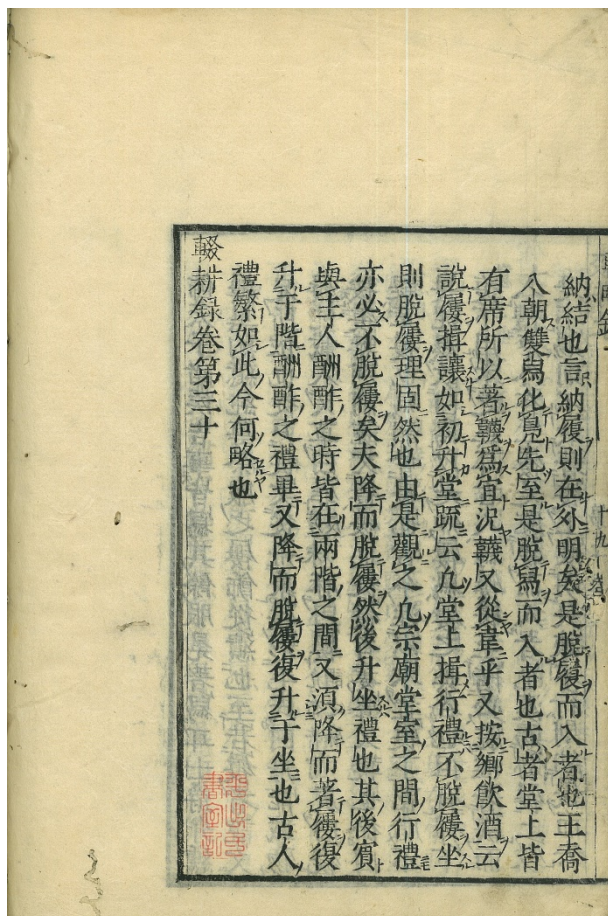 納結也言納履則在外明矣是脫履而入者也王喬
入朝雙舄化鳧先至是脫舄而入者也古者堂上皆
有席所以著韈爲宜況韈又從韋乎又按鄉飲酒云
說屨揖讓如初升堂疏云凡堂上揖行禮不脫屨坐
則脫屨理固然也由是觀之凡宗廟堂室之間行禮
亦必不脫屨矣夫降而脫屨然後升坐禮也其後賓
與主人酬酢之時皆在兩階之間又須降而著屨復
升于階酬酢之禮畢又降而脫屨復升于坐也古人
禮繁如此今何略也
輟耕錄卷第三十